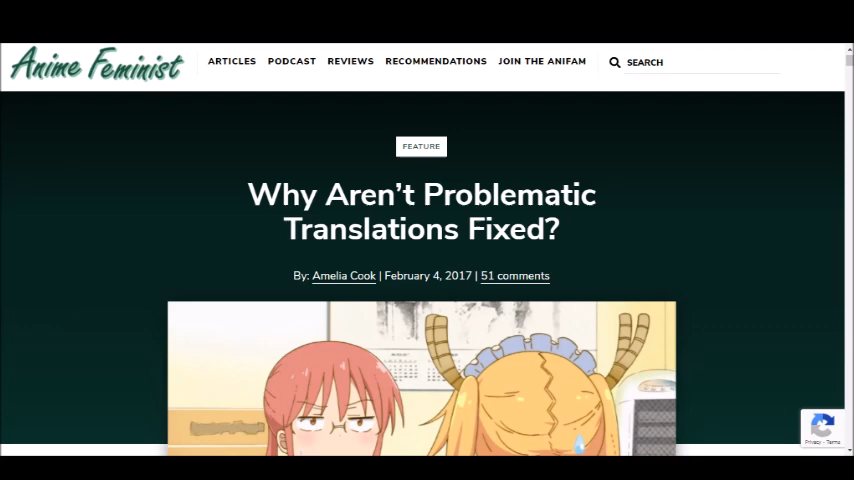 Anime Feminist
ARTICLES PODCAST REVIEWS RECOMMENDATIONS JOIN THE ANIFAM SEARCH
FEATURE
Why Aren’t Problematic
Translations Fixed?
By: Amelia Cook | February 4, 2017 | 51 comments
Privacy - Terms